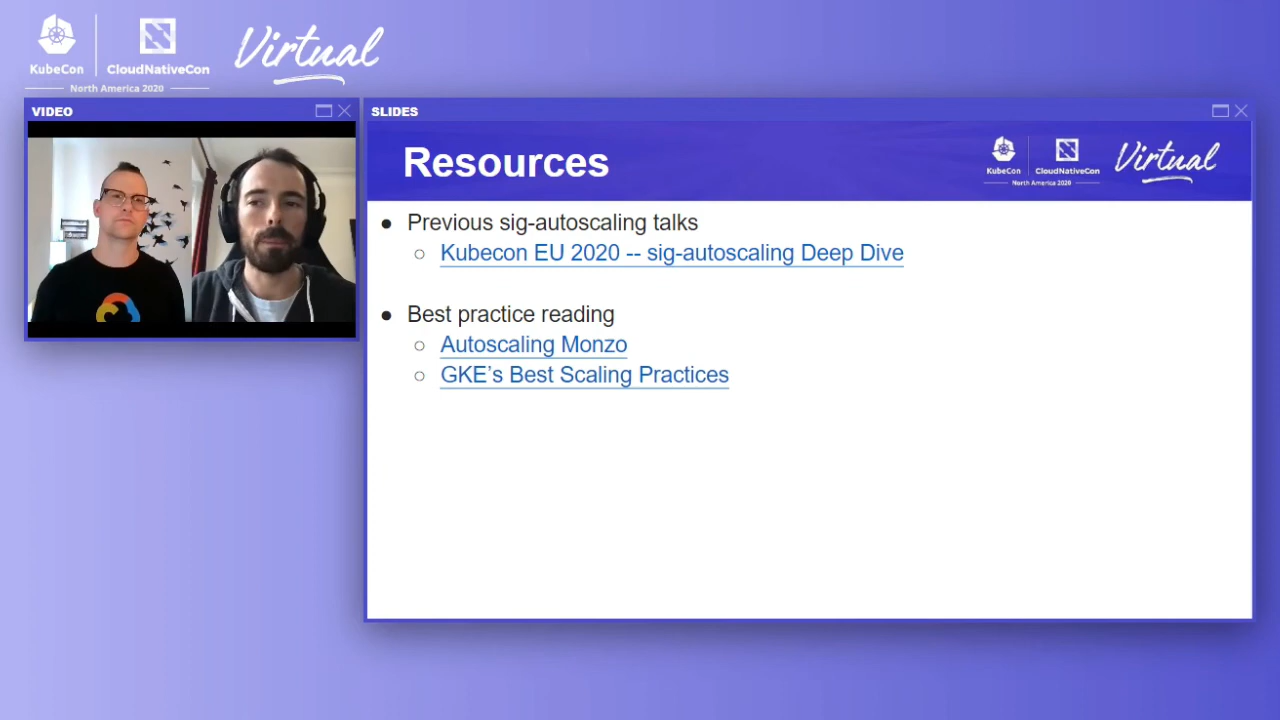 KubeCon
CloudNativeCon
Virtual
North America 2020
VIDEO
SLIDES
Resources
KubeCon
CloudNativeCon
Virtual
North America 2020
● Previous sig-autoscaling talks
○ Kubecon EU 2020 -- sig-autoscaling Deep Dive
● Best practice reading
○ Autoscaling Monzo
○ GKE’s Best Scaling Practices